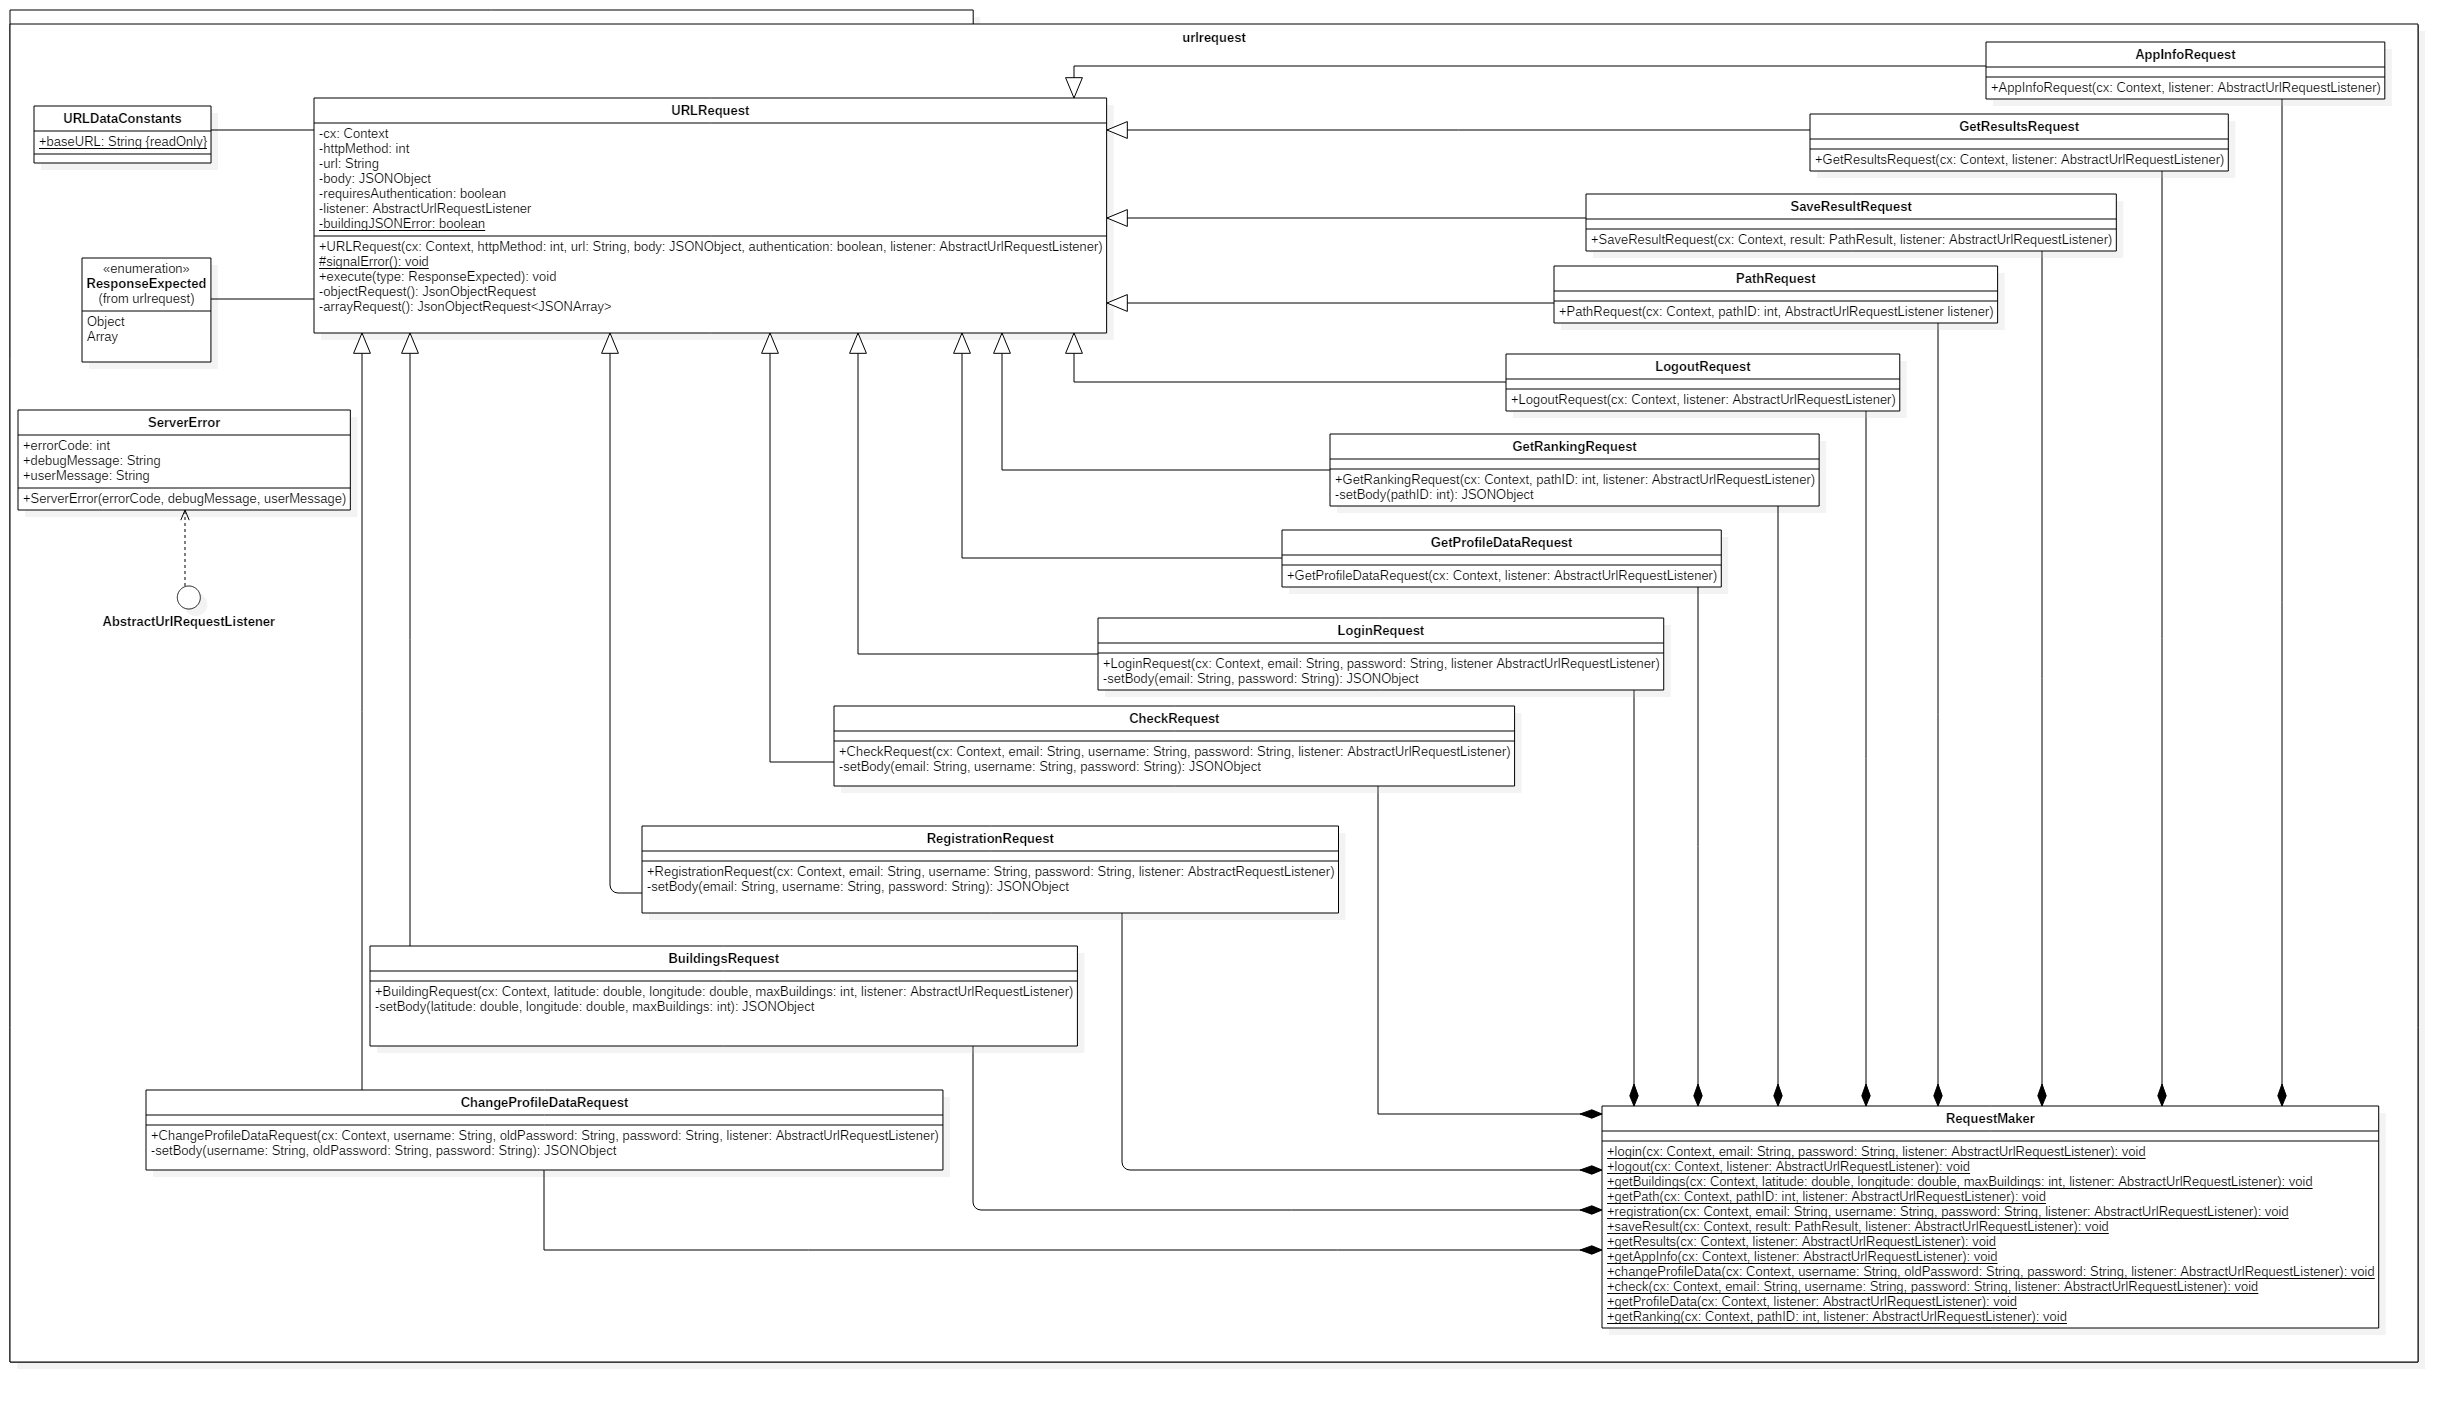 urlrequest
AppInfoRequest
+AppInfoRequest(cx: Context, listener: AbstractUrlRequestListener)
URLDataConstants
+baseURL: String {readOnly}
URLRequest
-cx: Context
-httpMethod: int
-url: String
-body: JSONObject
-requiresAuthentication: boolean
-listener: AbstractUrlRequestListener
-buildingJSONError: boolean
+URLRequest(cx: Context, httpMethod: int, url: String, body: JSONObject, authentication: boolean, listener: AbstractUrlRequestListener)
#signalError(): void
+execute(type: ResponseExpected): void
-objectRequest(): JsonObjectRequest
-arrayRequest(): JsonObjectRequest<JSONArray>
GetResultsRequest
+GetResultsRequest(cx: Context, listener: AbstractUrlRequestListener)
SaveResultRequest
+SaveResultRequest(cx: Context, result: PathResult, listener: AbstractUrlRequestListener)
«enumeration»
ResponseExpected
(from urlrequest)
Object
Array
PathRequest
+PathRequest(cx: Context, pathID: int, AbstractUrlRequestListener listener)
LogoutRequest
+LogoutRequest(cx: Context, listener: AbstractUrlRequestListener)
ServerError
+errorCode: int
+debugMessage: String
+userMessage: String
+ServerError(errorCode, debugMessage, userMessage)
GetRankingRequest
+GetRankingRequest(cx: Context, pathID: int, listener: AbstractUrlRequestListener)
-setBody(pathID: int): JSONObject
GetProfileDataRequest
+GetProfileDataRequest(cx: Context, listener: AbstractUrlRequestListener)
AbstractUrlRequestListener
LoginRequest
+LoginRequest(cx: Context, email: String, password: String, listener AbstractUrlRequestListener)
-setBody(email: String, password: String): JSONObject
CheckRequest
+CheckRequest(cx: Context, email: String, username: String, password: String, listener: AbstractUrlRequestListener)
-setBody(email: String, username: String, password: String): JSONObject
RegistrationRequest
+RegistrationRequest(cx: Context, email: String, username: String, password: String, listener: AbstractRequestListener)
-setBody(email: String, username: String, password: String): JSONObject
BuildingsRequest
+BuildingRequest(cx: Context, latitude: double, longitude: double, maxBuildings: int, listener: AbstractUrlRequestListener)
-setBody(latitude: double, longitude: double, maxBuildings: int): JSONObject
ChangeProfileDataRequest
+ChangeProfileDataRequest(cx: Context, username: String, oldPassword: String, password: String, listener: AbstractUrlRequestListener)
-setBody(username: String, oldPassword: String, password: String): JSONObject
RequestMaker
+login(cx: Context, email: String, password: String, listener: AbstractUrlRequestListener): void
+logout(cx: Context, listener: AbstractUrlRequestListener): void
+getBuildings(cx: Context, latitude: double, longitude: double, maxBuildings: int, listener: AbstractUrlRequestListener): void
+getPath(cx: Context, pathID: int, listener: AbstractUrlRequestListener): void
+registration(cx: Context, email: String, username: String, password: String, listener: AbstractUrlRequestListener): void
+saveResult(cx: Context, result: PathResult, listener: AbstractUrlRequestListener): void
+getResults(cx: Context, listener: AbstractUrlRequestListener): void
+getAppInfo(cx: Context, listener: AbstractUrlRequestListener): void
+changeProfileData(cx: Context, username: String, oldPassword: String, password: String, listener: AbstractUrlRequestListener): void
+check(cx: Context, email: String, username: String, password: String, listener: AbstractUrlRequestListener): void
+getProfileData(cx: Context, listener: AbstractUrlRequestListener): void
+getRanking(cx: Context, pathID: int, listener: AbstractUrlRequestListener): void